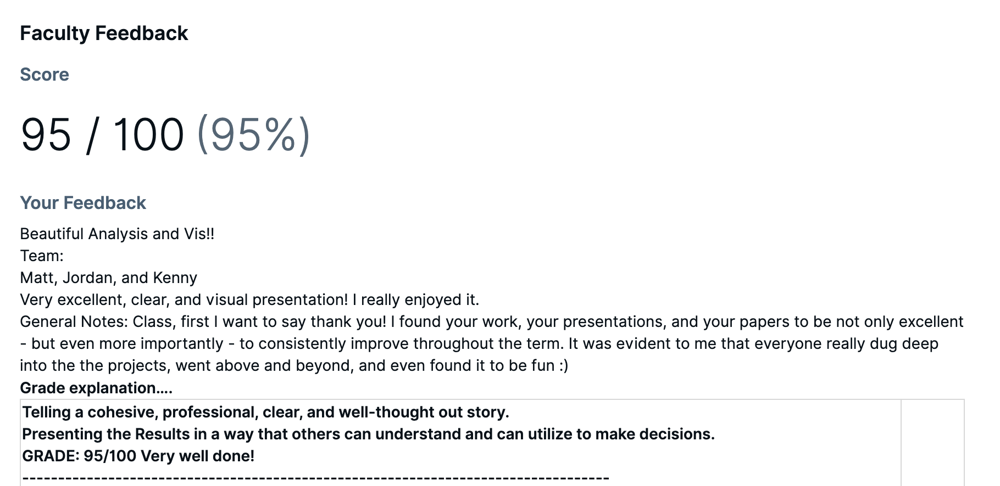 Faculty Feedback
Score
95 / 100 (95%)
Your Feedback
Beautiful Analysis and Vis!!
Team:
Matt, Jordan, and Kenny
Very excellent, clear, and visual presentation! I really enjoyed it.
General Notes: Class, first I want to say thank you! I found your work, your presentations, and your papers to be not only excellent
- but even more importantly - to consistently improve throughout the term. It was evident to me that everyone really dug deep
into the the projects, went above and beyond, and even found it to be fun :)
Grade explanation....
Telling a cohesive, professional, clear, and well-thought out story.
Presenting the Results in a way that others can understand and can utilize to make decisions.
GRADE: 95/100 Very well done!
----------------------------------------------------------------------------------